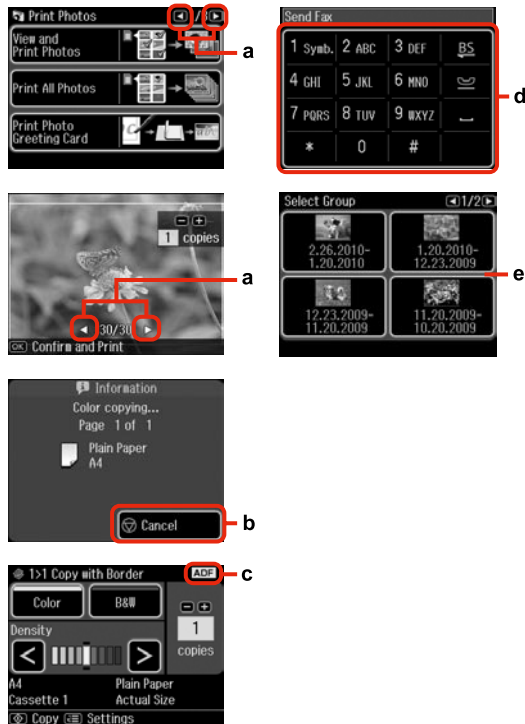 Print Photos ◀ /3 ▶
View and
Print Photos
Print All Photos
Print Photo
Greeting Card
a
Send Fax
1 Symb. 2 ABC 3 DEF BS
4 GHI 5 JKL 6 MNO
7 PQRS 8 TUV 9 WXYZ
* 0 #
d
1 copies
◀ 30/30 ▶
OK Confirm and Print
a
Select Group ◀1/2▶
2.26.2010-
1.20.2010
1.20.2010-
12.23.2009
12.23.2009-
11.20.2009
11.20.2009-
10.20.2009
e
i Information
Color copying...
Page 1 of 1
Plain Paper
A4
Cancel
b
1>1 Copy with Border ADF
c
Color B&W
Density
1
copies
A4 Plain Paper
Cassette 1 Actual Size
Copy Settings